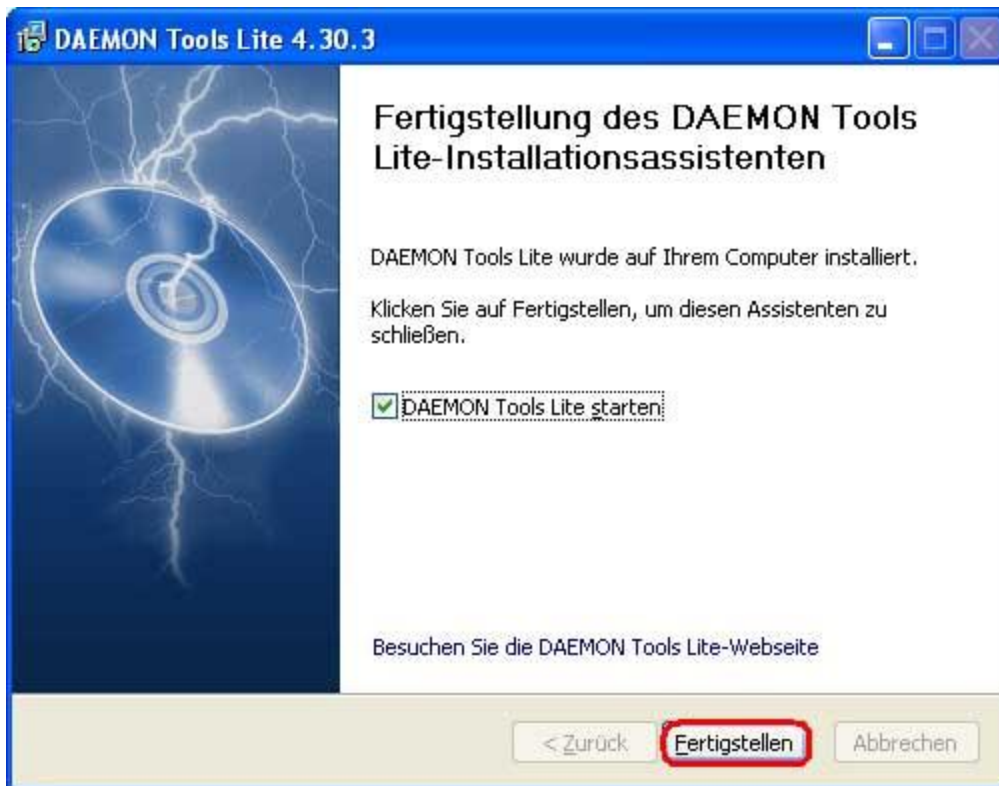 DAEMON Tools Lite 4.30.3
Fertigstellung des DAEMON Tools
Lite-Installationsassistenten
DAEMON Tools Lite wurde auf Ihrem Computer installiert.
Klicken Sie auf Fertigstellen, um diesen Assistenten zu
schließen.
DAEMON Tools Lite starten
Besuchen Sie die DAEMON Tools Lite-Webseite
< Zurück Fertigstellen Abbrechen